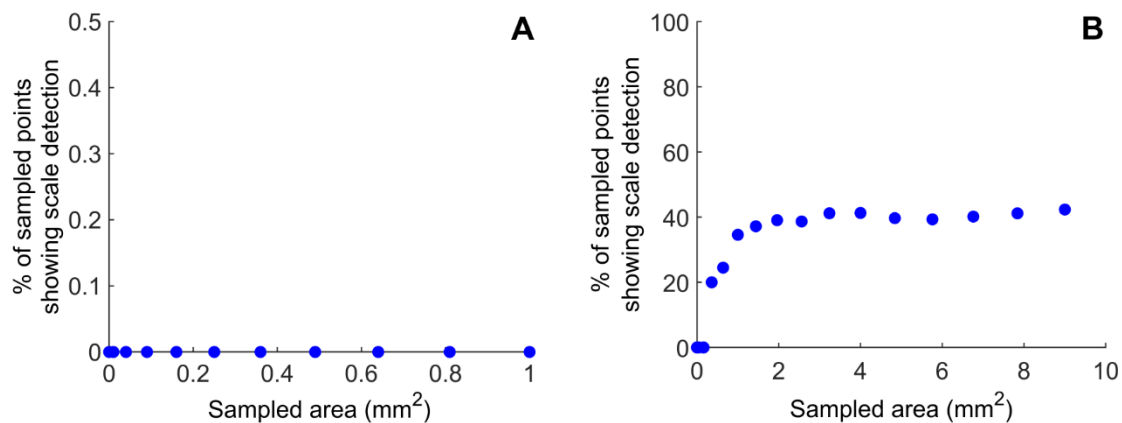 A
% of sampled points
showing scale detection
0.5
0.4
0.3
0.2
0.1
0
0 0.2 0.4 0.6 0.8 1
Sampled area (mm²)
B
% of sampled points
showing scale detection
100
80
60
40
20
0
0 2 4 6 8 10
Sampled area (mm²)